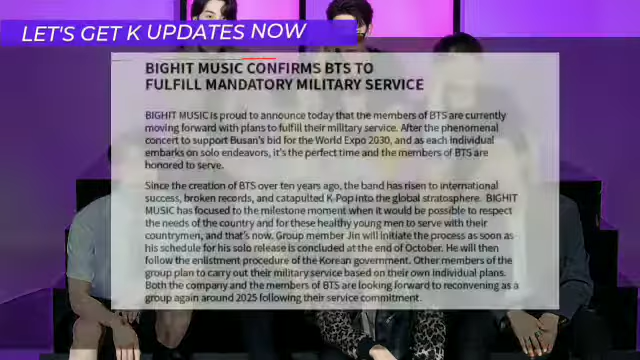 LET'S GET K UPDATES NOW
BIGHIT MUSIC CONFIRMS BTS TO
FULFILL MANDATORY MILITARY SERVICE
BIGHIT MUSIC is proud to announce today that the members of BTS are currently
moving forward with plans to fulfill their military service. After the phenomenal
concert to support Busan's bid for the World Expo 2030, and as each individual
embarks on solo endeavors, it's the perfect time and the members of BTS are
honored to serve.
Since the creation of BTS over ten years ago, the band has risen to international
success, broken records, and catapulted K-Pop into the global stratosphere. BIGHIT
MUSIC has focused to the milestone moment when it would be possible to respect
the needs of the country and for these healthy young men to serve with their
countrymen, and that's now. Group member Jin will initiate the process as soon as
his schedule for his solo release is concluded at the end of October. He will then
follow the enlistment procedure of the Korean government. Other members of the
group plan to carry out their military service based on their own individual plans.
Both the company and the members of BTS are looking forward to reconvening as a
group again around 2025 following their service commitment.